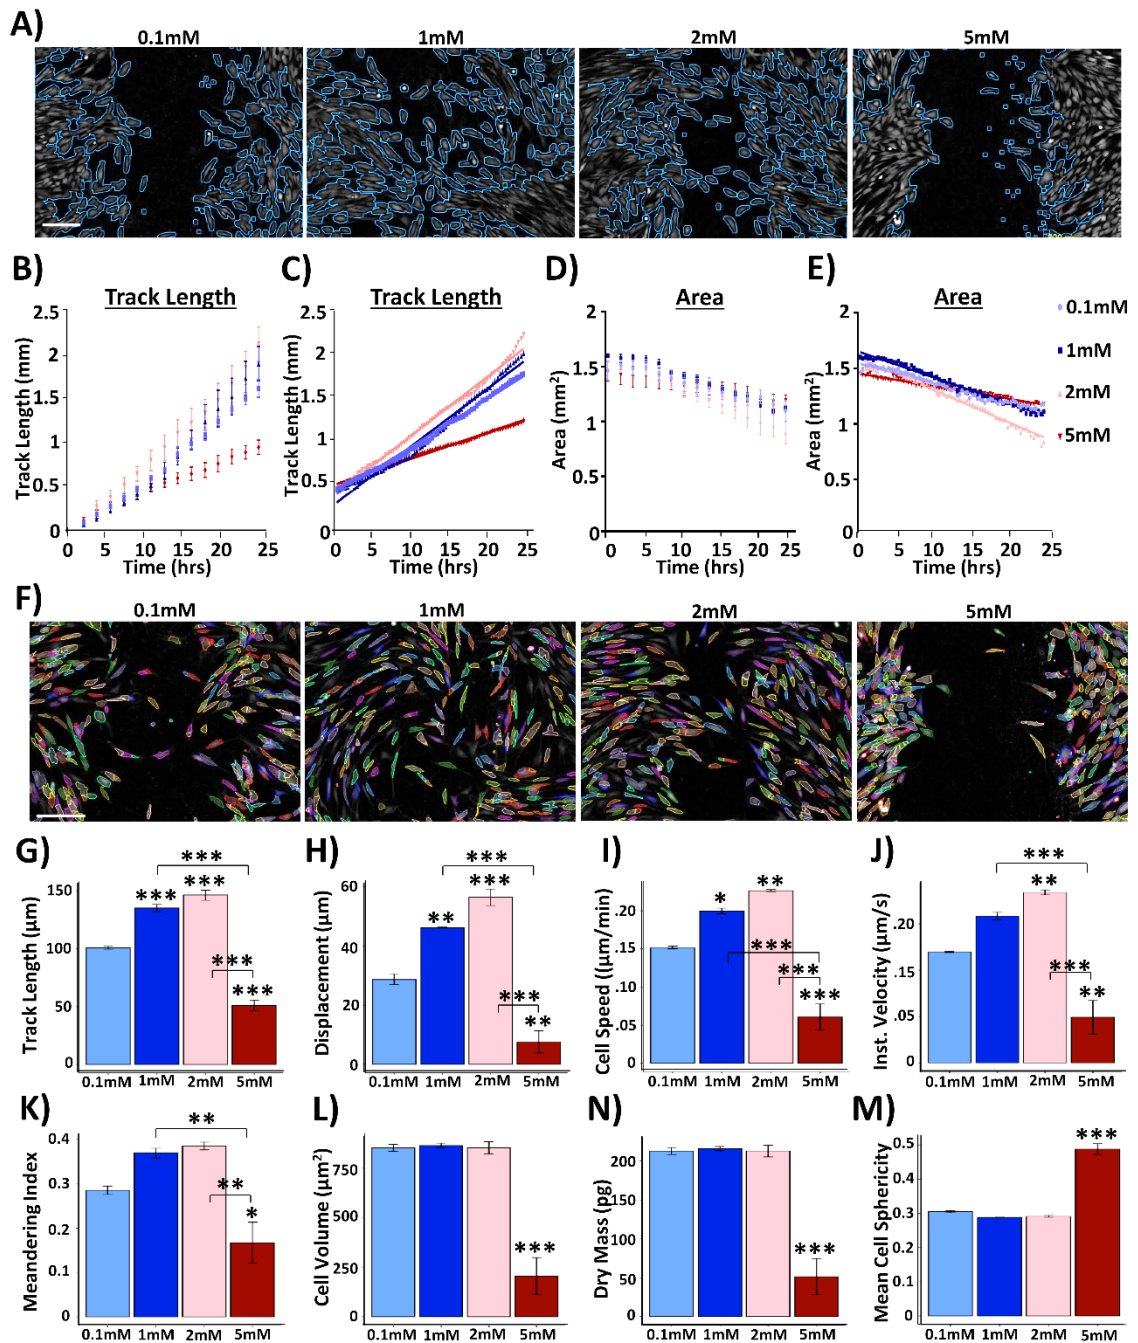 A)
0.1mM 1mM 2mM 5mM
B) C) D) E)
Track Length Track Length Area Area
Track Length (mm)
2.5
2
1.5
1
0.5
0
0 5 10 15 20 25
Time (hrs)
Track Length (mm)
2.5
2
1.5
1
0.5
0
0 5 10 15 20 25
Time (hrs)
Area (mm²)
2
1.5
1
0.5
0
0 5 10 15 20 25
Time (hrs)
Area (mm²)
2
1.5
1
0.5
0
0 5 10 15 20 25
Time (hrs)
0.1mM
1mM
2mM
5mM
F)
0.1mM 1mM 2mM 5mM
G)
Track Length (µm)
150
100
50
0
***
***
***
***
***
0.1mM 1mM 2mM 5mM
H)
Displacement (µm)
60
40
20
0
***
***
**
***
**
0.1mM 1mM 2mM 5mM
I)
Cell Speed ((µm/min)
.20
.15
.10
.05
0
**
*
***
***
***
0.1mM 1mM 2mM 5mM
J)
Inst. Velocity (µm/s)
.20
.15
.05
0
***
**
***
**
0.1mM 1mM 2mM 5mM
K)
Meandering Index
0.4
0.3
0.2
0.1
0
**
**
*
0.1mM 1mM 2mM 5mM
L)
Cell Volume (µm²)
750
500
250
0
***
0.1mM 1mM 2mM 5mM
N)
Dry Mass (pg)
200
150
100
50
0
***
0.1mM 1mM 2mM 5mM
M)
Mean Cell Sphericity
0.5
0.4
0.3
0.2
0.1
0
***
0.1mM 1mM 2mM 5mM